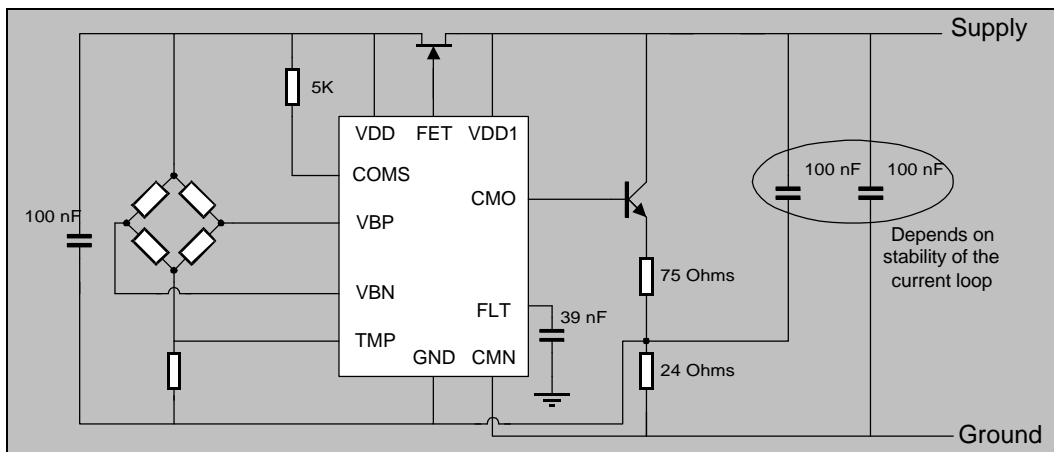 Supply
5K
VDD FET VDD1
COMS
100 nF 100 nF
CMO
100 nF
VBP
Depends on
stability of the
current loop
75 Ohms
VBN
FLT
39 nF
TMP
GND CMN
24 Ohms
Ground